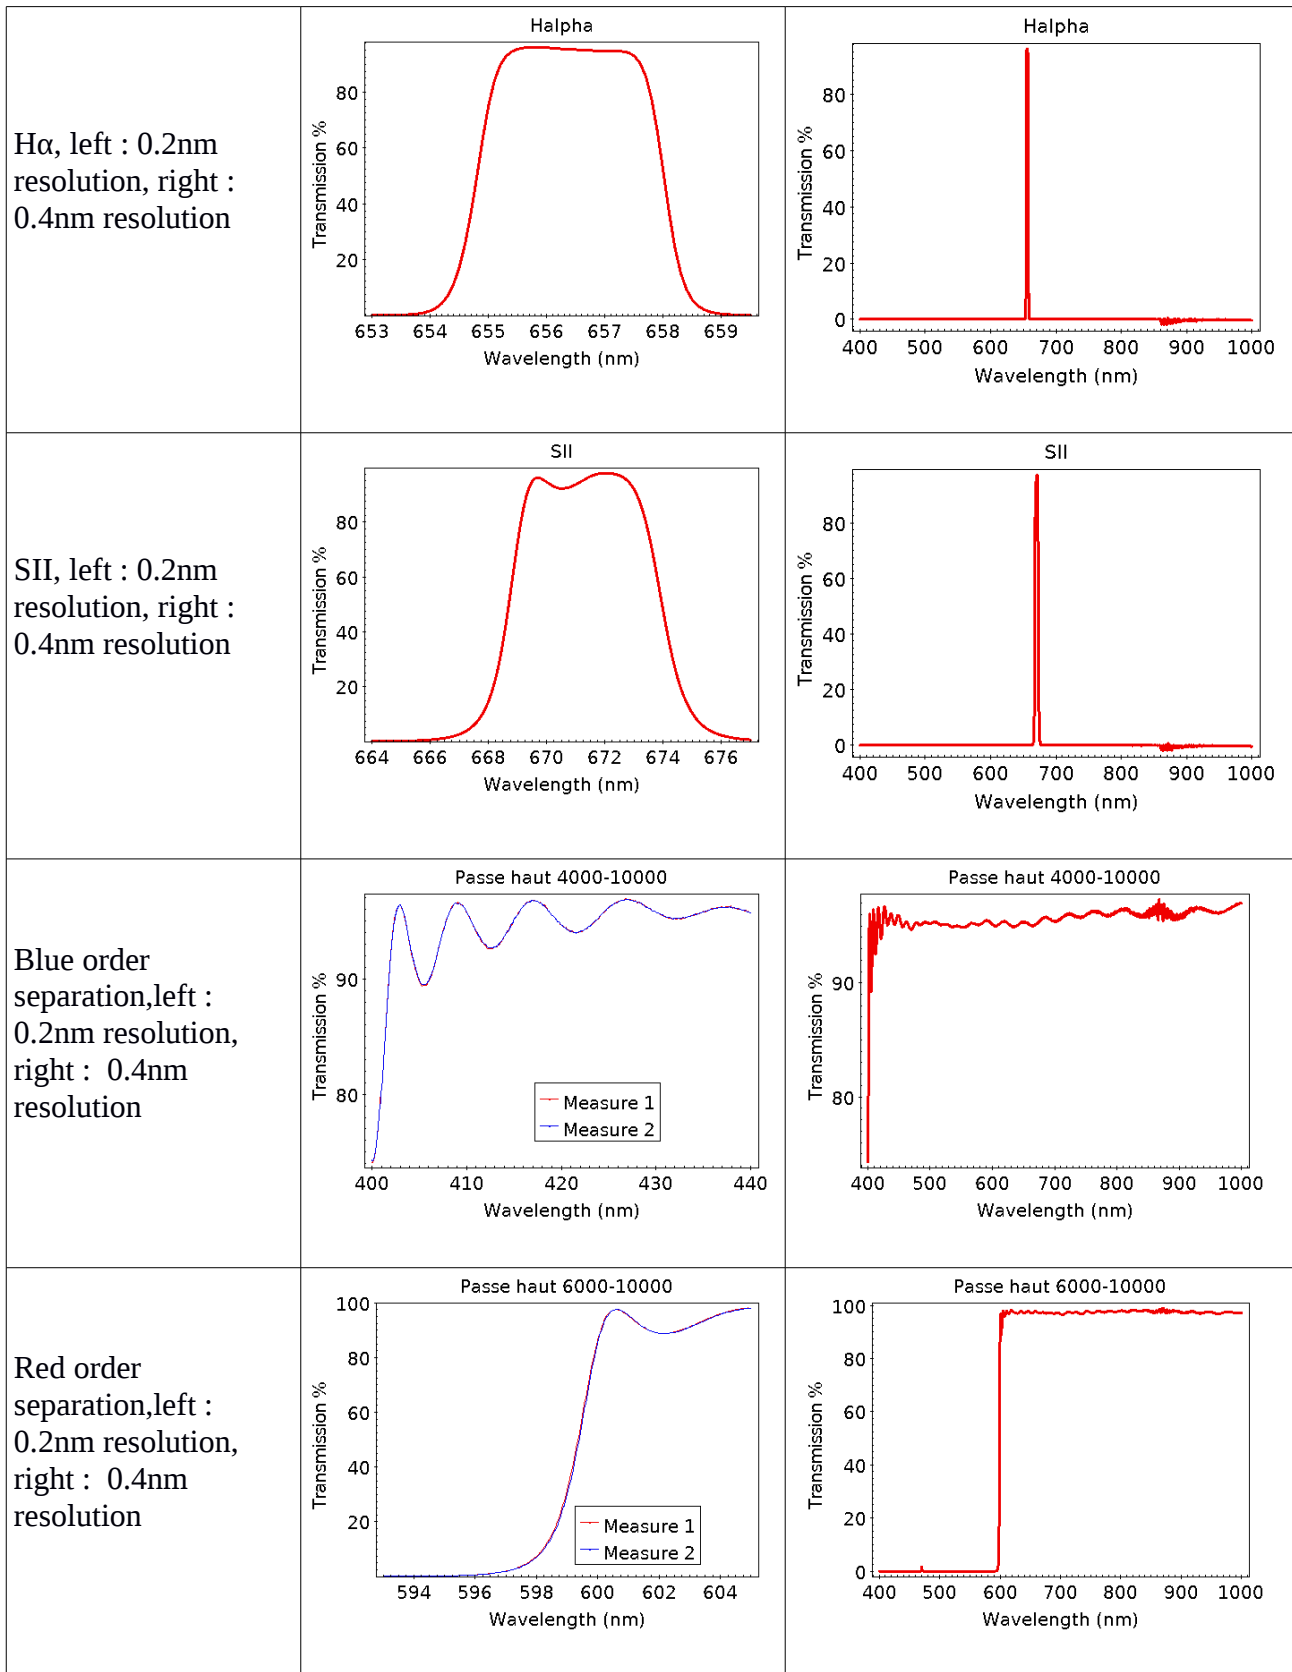 Hα, left : 0.2nm
resolution, right :
0.4nm resolution
Halpha
Transmission %
80
60
40
20
653 654 655 656 657 658 659
Wavelength (nm)
Halpha
Transmission %
80
60
40
20
0
400 500 600 700 800 900 1000
Wavelength (nm)
SII, left : 0.2nm
resolution, right :
0.4nm resolution
SII
Transmission %
80
60
40
20
664 666 668 670 672 674 676
Wavelength (nm)
SII
Transmission %
80
60
40
20
0
400 500 600 700 800 900 1000
Wavelength (nm)
Blue order
separation,left :
0.2nm resolution,
right : 0.4nm
resolution
Passe haut 4000-10000
Transmission %
90
80
Measure 1
Measure 2
400 410 420 430 440
Wavelength (nm)
Passe haut 4000-10000
Transmission %
90
80
400 500 600 700 800 900 1000
Wavelength (nm)
Red order
separation,left :
0.2nm resolution,
right : 0.4nm
resolution
Passe haut 6000-10000
Transmission %
100
80
60
40
20
Measure 1
Measure 2
594 596 598 600 602 604
Wavelength (nm)
Passe haut 6000-10000
Transmission %
100
80
60
40
20
0
400 500 600 700 800 900 1000
Wavelength (nm)